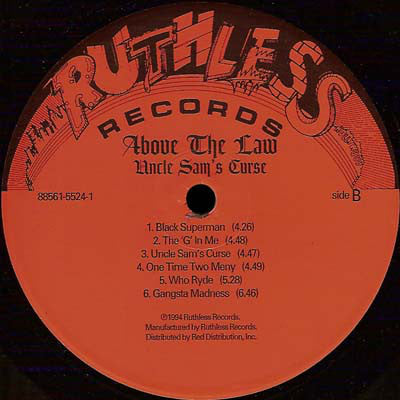 RUTHLESS
RECORDS
Above The Law
Uncle Sam's Curse
88561-5524-1 side B
1. Black Superman (4.26)
2. The 'G' In Me (4.48)
3. Uncle Sam's Curse (4.47)
4. One Time Two Meny (4.49)
5. Who Ryde (5.28)
6. Gangsta Madness (6.46)
℗1994 Ruthless Records.
Manufactured by Ruthless Records.
Distributed by Red Distribution, Inc.